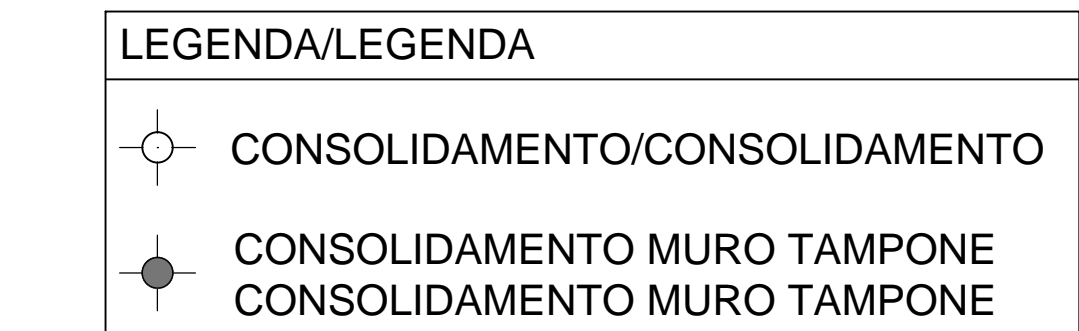 LEGENDA/LEGENDA
CONSOLIDAMENTO/CONSOLIDAMENTO
CONSOLIDAMENTO MURO TAMPONE
CONSOLIDAMENTO MURO TAMPONE